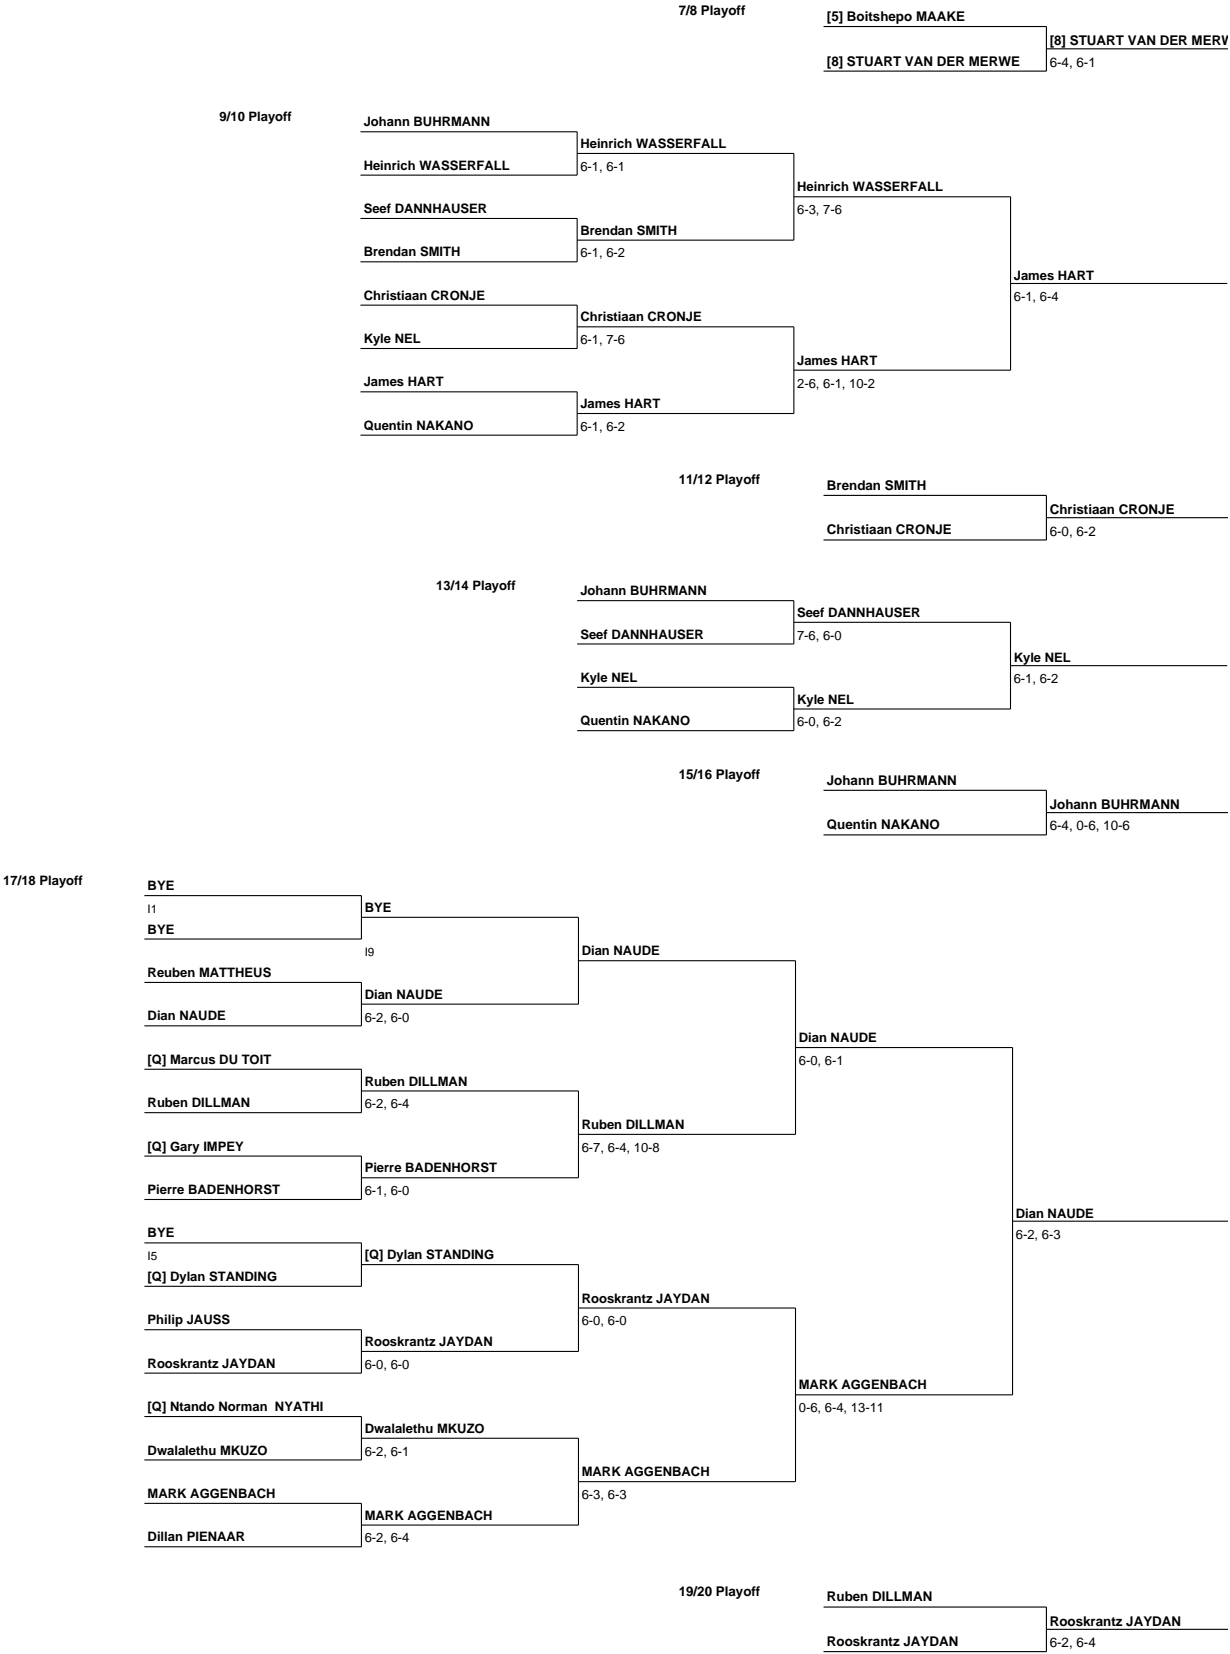 7/8 Playoff
[5] Boitshepo MAAKE
[8] STUART VAN DER MERW
[8] STUART VAN DER MERWE
6-4, 6-1
9/10 Playoff
Johann BUHRMANN
Heinrich WASSERFALL
Heinrich WASSERFALL
6-1, 6-1
Heinrich WASSERFALL
6-3, 7-6
Seef DANNHAUSER
Brendan SMITH
Brendan SMITH
6-1, 6-2
James HART
6-1, 6-4
Christiaan CRONJE
Christiaan CRONJE
Kyle NEL
6-1, 7-6
James HART
2-6, 6-1, 10-2
James HART
James HART
Quentin NAKANO
6-1, 6-2
11/12 Playoff
Brendan SMITH
Christiaan CRONJE
Christiaan CRONJE
6-0, 6-2
13/14 Playoff
Johann BUHRMANN
Seef DANNHAUSER
Seef DANNHAUSER
7-6, 6-0
Kyle NEL
6-1, 6-2
Kyle NEL
Kyle NEL
Quentin NAKANO
6-0, 6-2
15/16 Playoff
Johann BUHRMANN
Johann BUHRMANN
Quentin NAKANO
6-4, 0-6, 10-6
17/18 Playoff
BYE
I1
BYE
BYE
I9
Dian NAUDE
Reuben MATTHEUS
Dian NAUDE
Dian NAUDE
6-2, 6-0
Dian NAUDE
6-0, 6-1
[Q] Marcus DU TOIT
Ruben DILLMAN
Ruben DILLMAN
6-2, 6-4
Ruben DILLMAN
6-7, 6-4, 10-8
[Q] Gary IMPEY
Pierre BADENHORST
Pierre BADENHORST
6-1, 6-0
Dian NAUDE
6-2, 6-3
BYE
I5
[Q] Dylan STANDING
[Q] Dylan STANDING
Rooskrantz JAYDAN
6-0, 6-0
Philip JAUSS
Rooskrantz JAYDAN
Rooskrantz JAYDAN
6-0, 6-0
MARK AGGENBACH
0-6, 6-4, 13-11
[Q] Ntando Norman  NYATHI
Dwalalethu MKUZO
Dwalalethu MKUZO
6-2, 6-1
MARK AGGENBACH
6-3, 6-3
MARK AGGENBACH
MARK AGGENBACH
Dillan PIENAAR
6-2, 6-4
19/20 Playoff
Ruben DILLMAN
Rooskrantz JAYDAN
Rooskrantz JAYDAN
6-2, 6-4